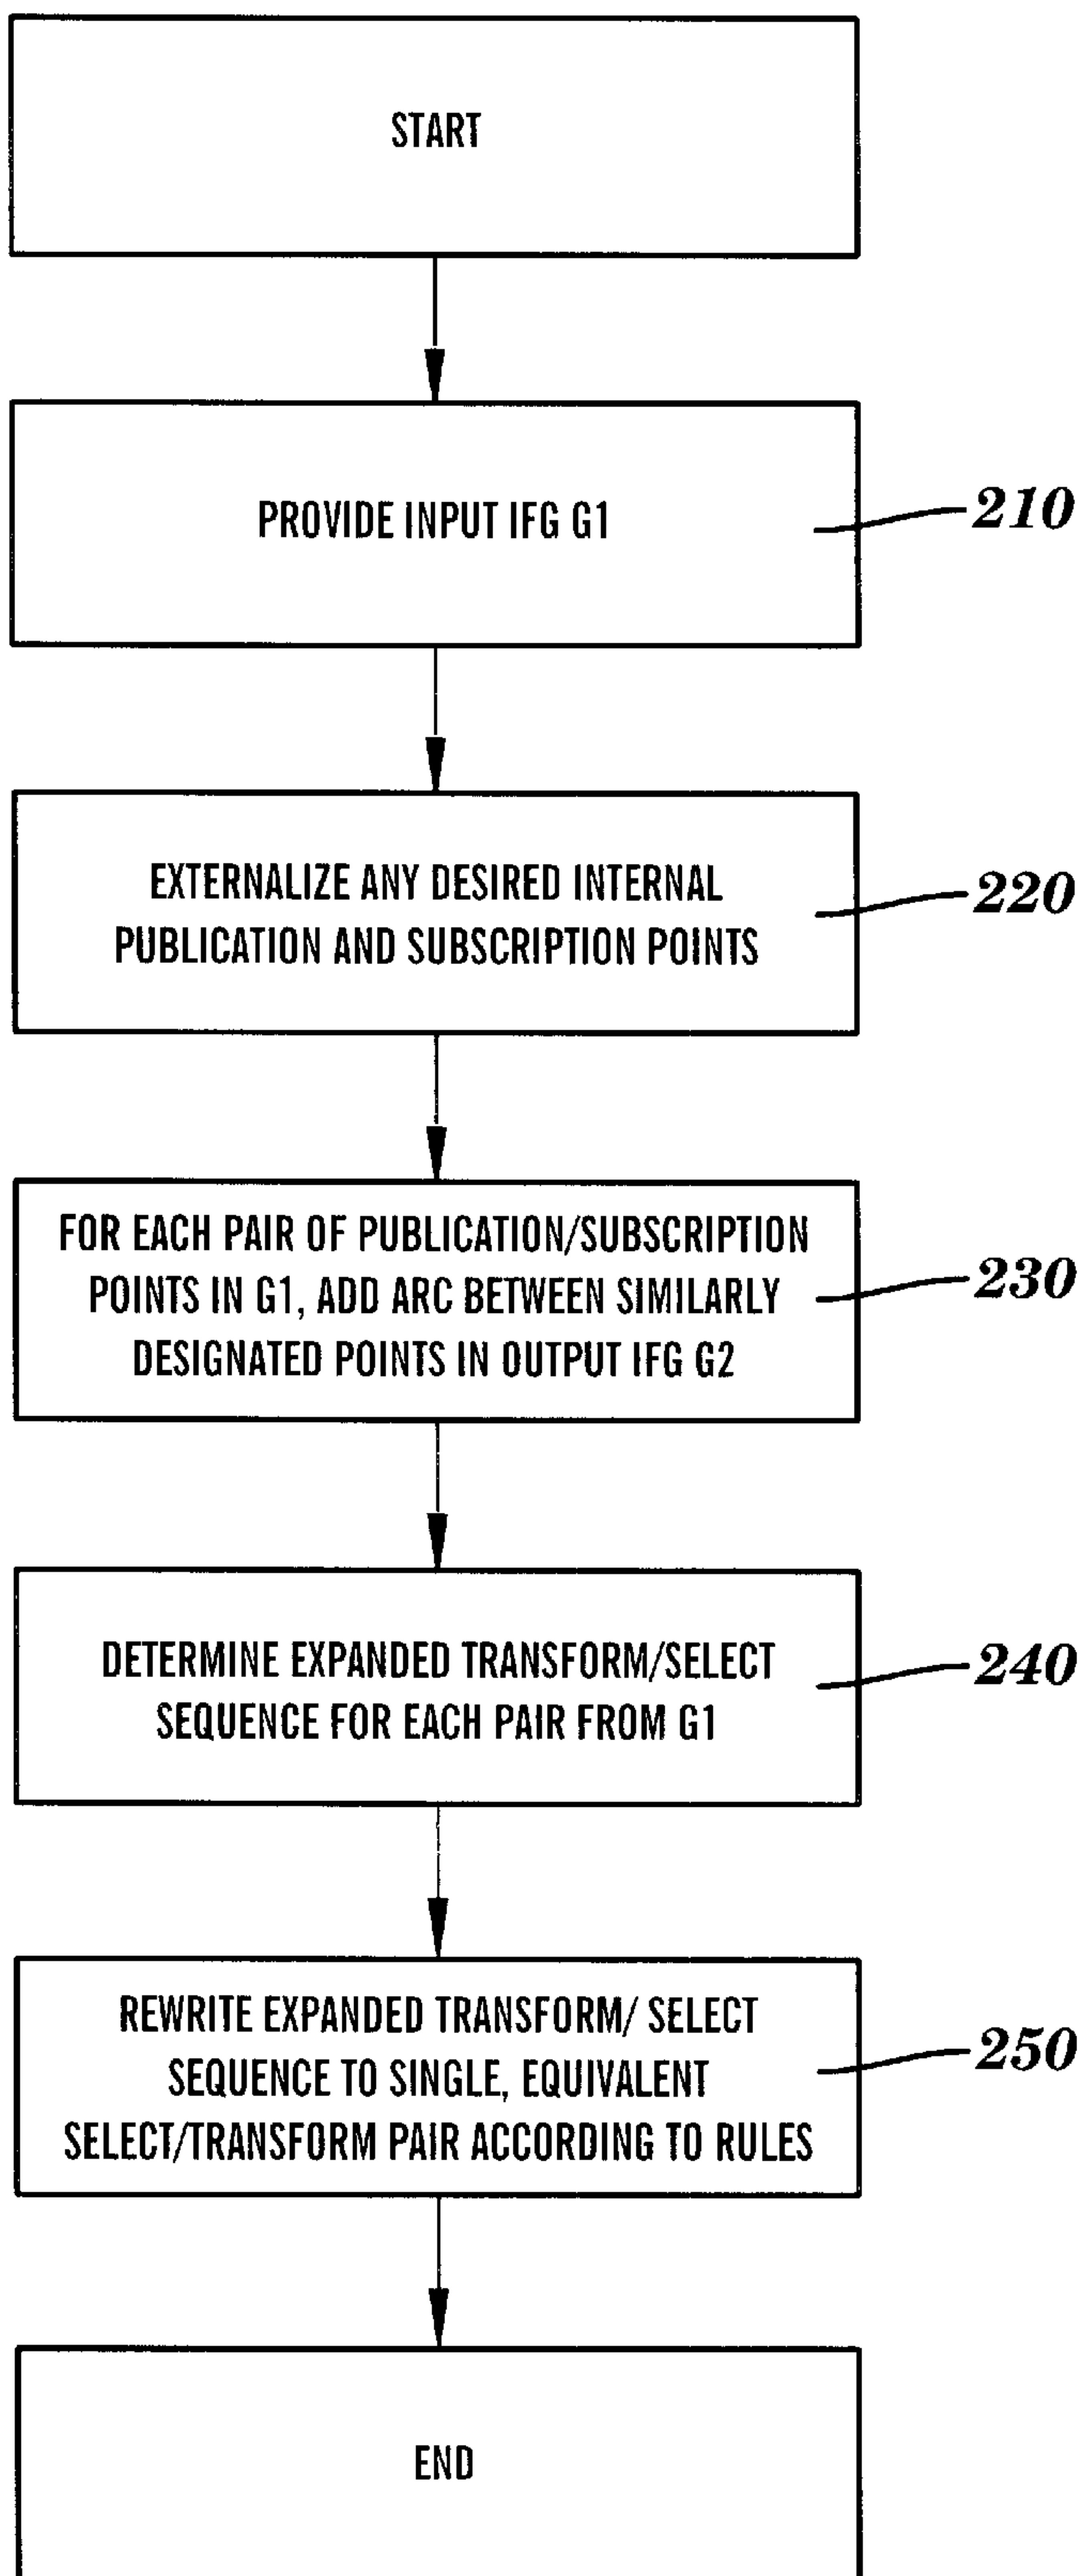 START
PROVIDE INPUT IFG G1
210
EXTERNALIZE ANY DESIRED INTERNAL
PUBLICATION AND SUBSCRIPTION POINTS
220
FOR EACH PAIR OF PUBLICATION/SUBSCRIPTION
POINTS IN G1, ADD ARC BETWEEN SIMILARLY
DESIGNATED POINTS IN OUTPUT IFG G2
230
DETERMINE EXPANDED TRANSFORM/SELECT
SEQUENCE FOR EACH PAIR FROM G1
240
REWRITE EXPANDED TRANSFORM/ SELECT
SEQUENCE TO SINGLE, EQUIVALENT
SELECT/TRANSFORM PAIR ACCORDING TO RULES
250
END